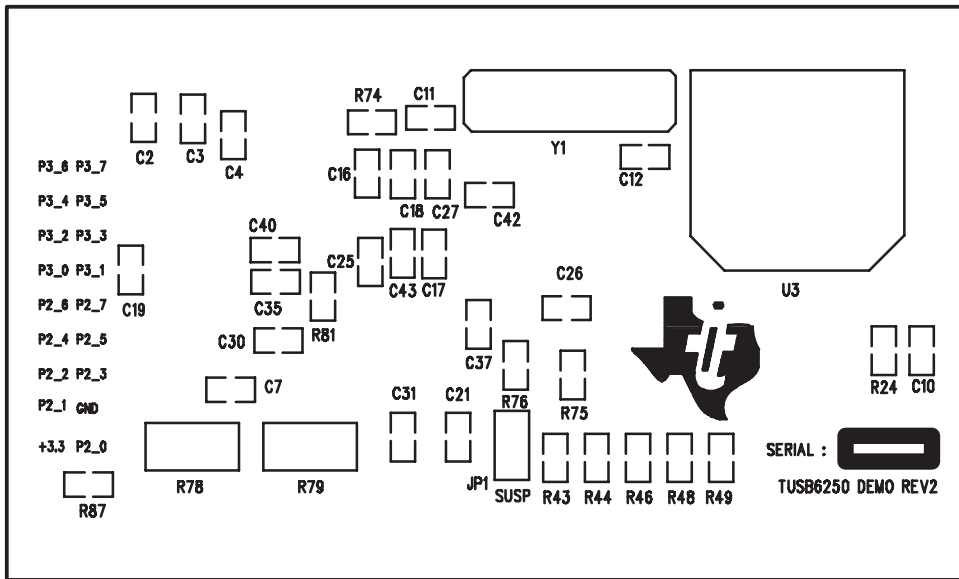 R74
C11
C2
C3
C4
Y1
C16
C12
P3_6 P3_7
C18
C27
C42
P3_4 P3_5
C40
P3_2 P3_3
C25
P3_0 P3_1
C43
C17
C26
U3
C19
C35
P2_6 P2_7
R81
C30
P2_4 P2_5
C37
R24
C10
P2_2 P2_3
C7
R76
R75
C31
C21
P2_1 GND
+3.3 P2_0
SERIAL :
R78
R79
JP1
SUSP
R43
R44
R46
R48
R49
TUSB6250 DEMO REV2
R87